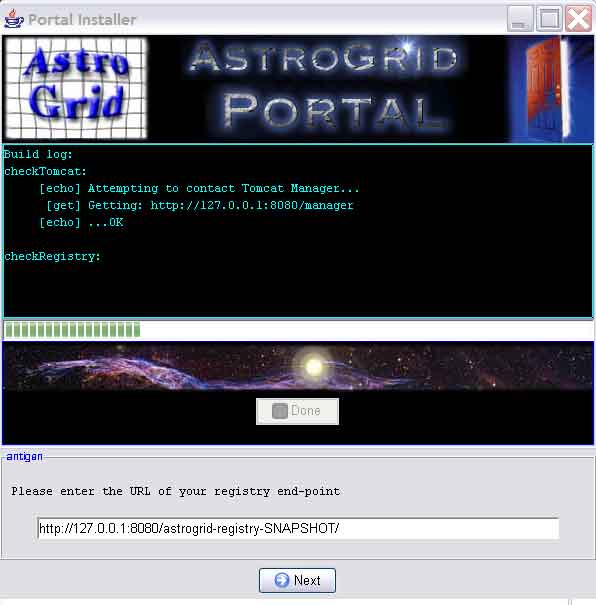 Portal Installer
Astro
Grid
ASTROGRID
PORTAL
Build log:
checkTomcat:
[echo] Attempting to contact Tomcat Manager...
[get] Getting: http://127.0.0.1:8080/manager
[echo] ...OK
checkRegistry:
Done
antigen
Please enter the URL of your registry end-point
http://127.0.0.1:8080/astrogrid-registry-SNAPSHOT/
Next